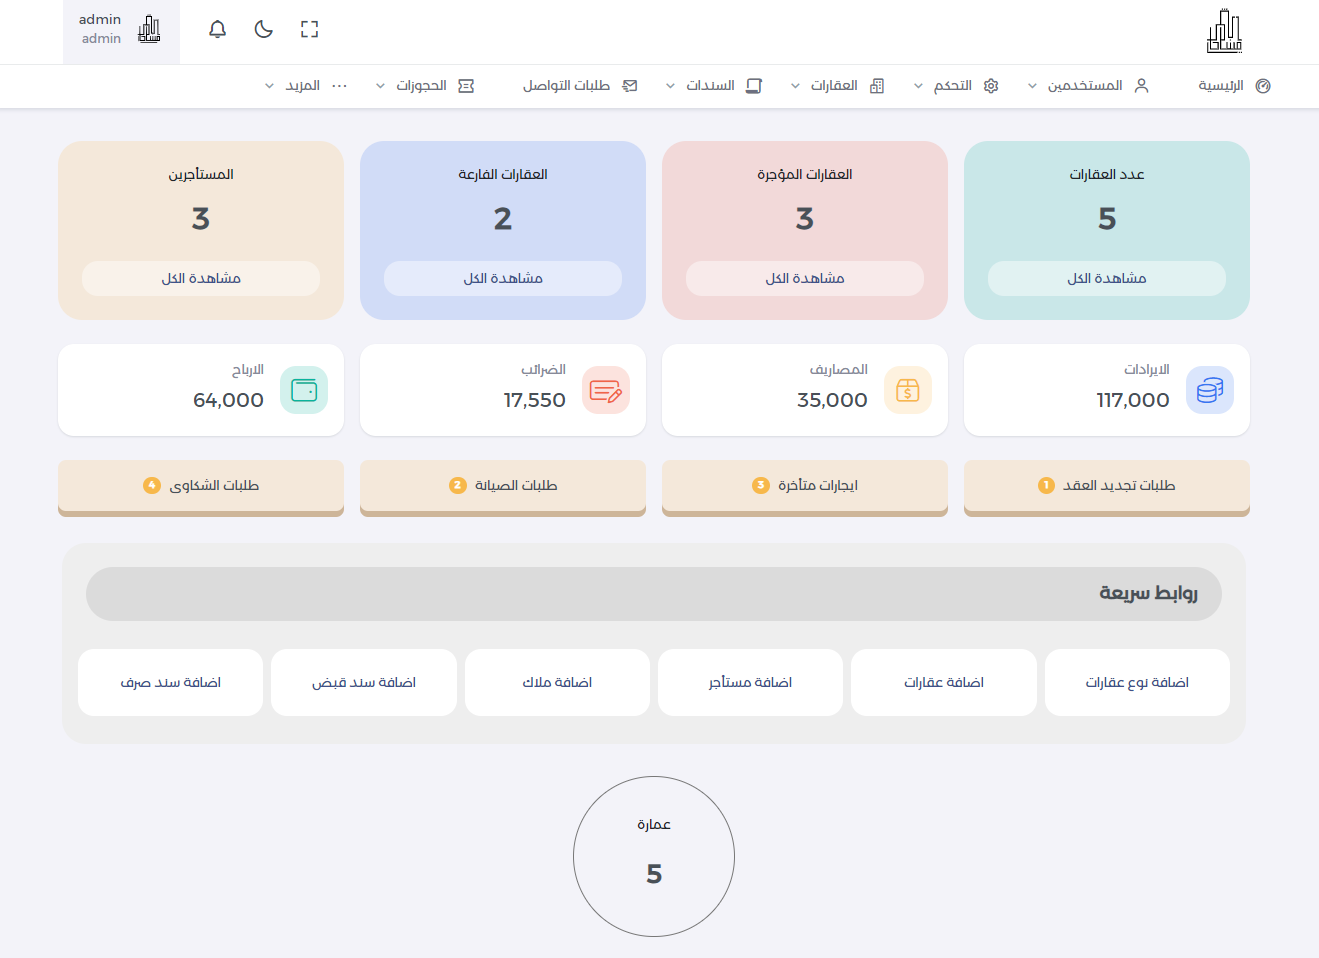 admin
admin
الرئيسية
المستخدمين
التحكم
العقارات
السندات
طلبات التواصل
الحجوزات
المزيد
عدد العقارات
5
مشاهدة الكل
العقارات المؤجرة
3
مشاهدة الكل
العقارات الفارغة
2
مشاهدة الكل
المستأجرين
3
مشاهدة الكل
الايرادات
117,000
المصاريف
35,000
الضرائب
17,550
الارباح
64,000
طلبات تجديد العقد 1
ايجارات متأخرة 3
طلبات الصيانة 2
طلبات الشكاوى 4
روابط سريعة
اضافة نوع عقارات
اضافة عقارات
اضافة مستأجر
اضافة ملاك
اضافة سند قبض
اضافة سند صرف
عمارة
5